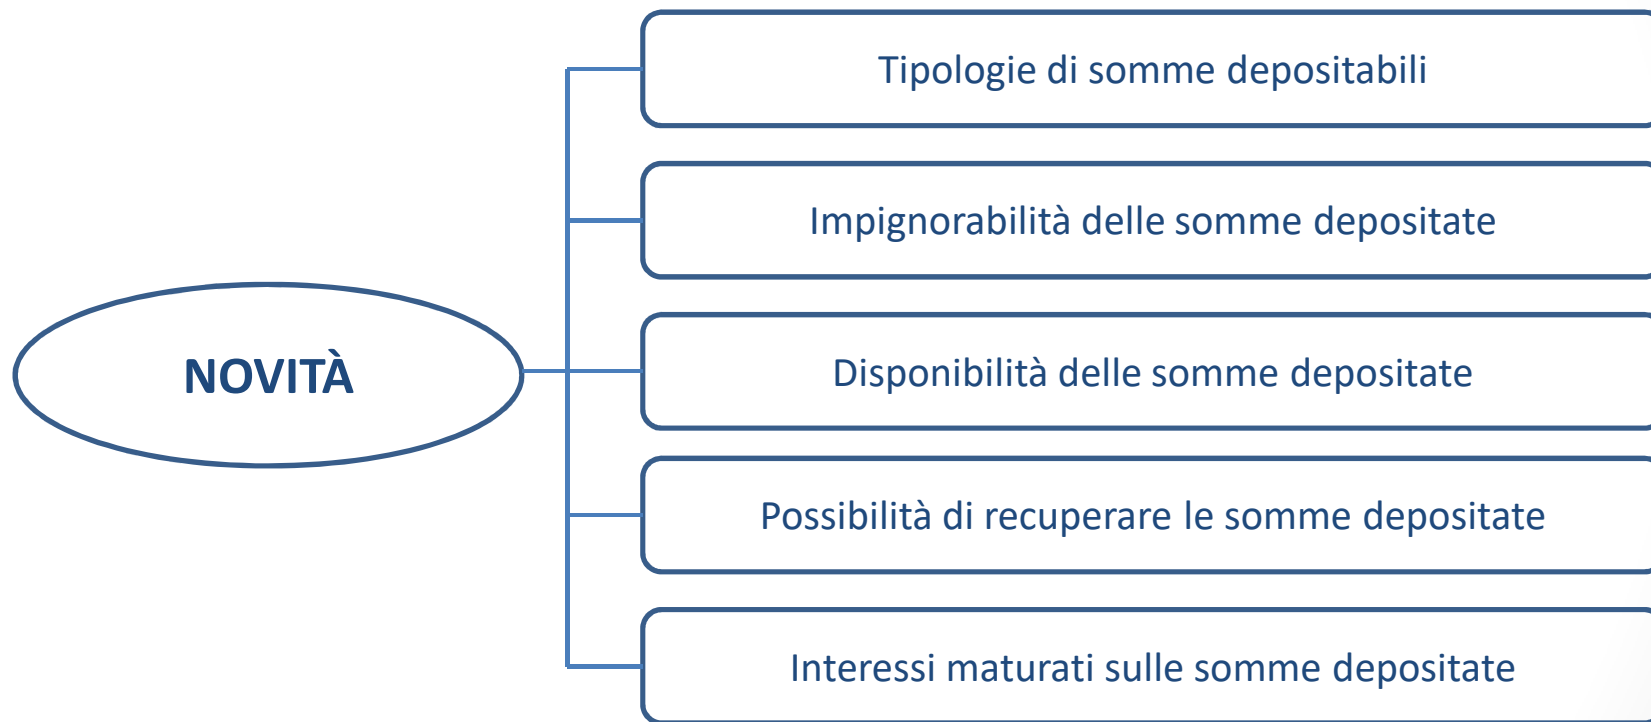 Tipologie di somme depositabili
Impignorabilità delle somme depositate
NOVITÀ
Disponibilità delle somme depositate
Possibilità di recuperare le somme depositate
Interessi maturati sulle somme depositate